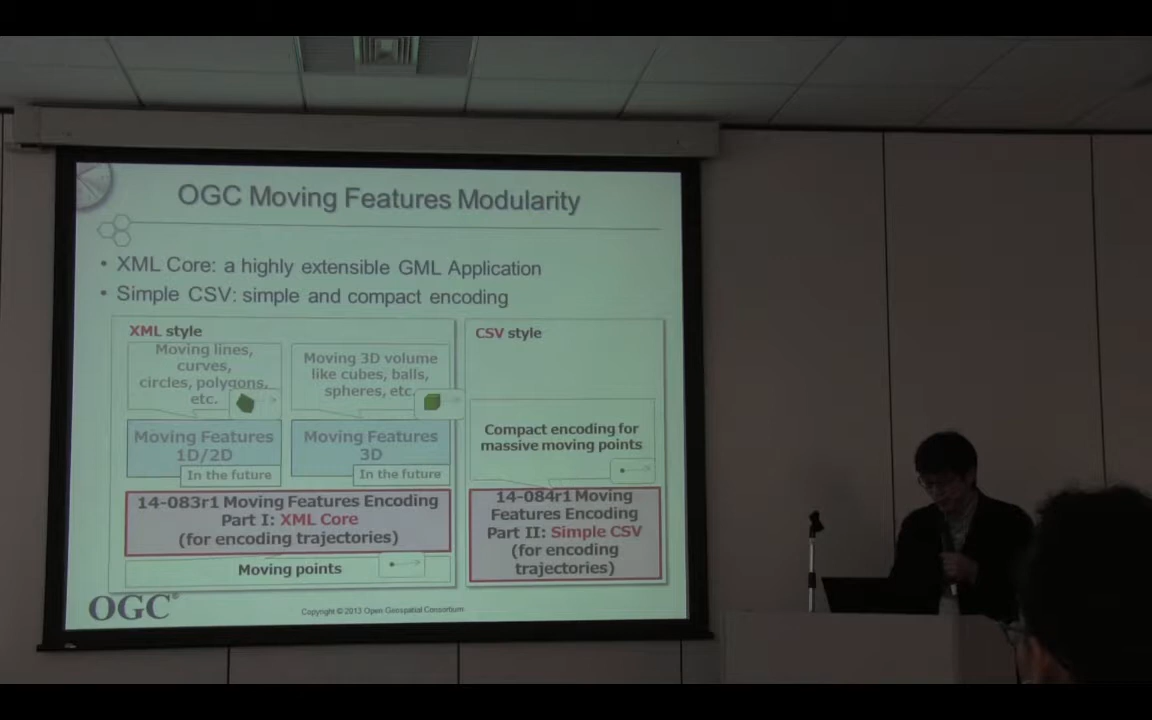 OGC Moving Features Modularity
• XML Core: a highly extensible GML Application
• Simple CSV: simple and compact encoding
XML style
Moving lines,
curves,
circles, polygons,
etc.
Moving 3D volume
like cubes, balls,
spheres, etc.
Moving Features
1D/2D
In the future
Moving Features
3D
In the future
14-083r1 Moving Features Encoding
Part I: XML Core
(for encoding trajectories)
Moving points
CSV style
Compact encoding for
massive moving points
14-084r1 Moving
Features Encoding
Part II: Simple CSV
(for encoding
trajectories)
OGC®
Copyright © 2013 Open Geospatial Consortium